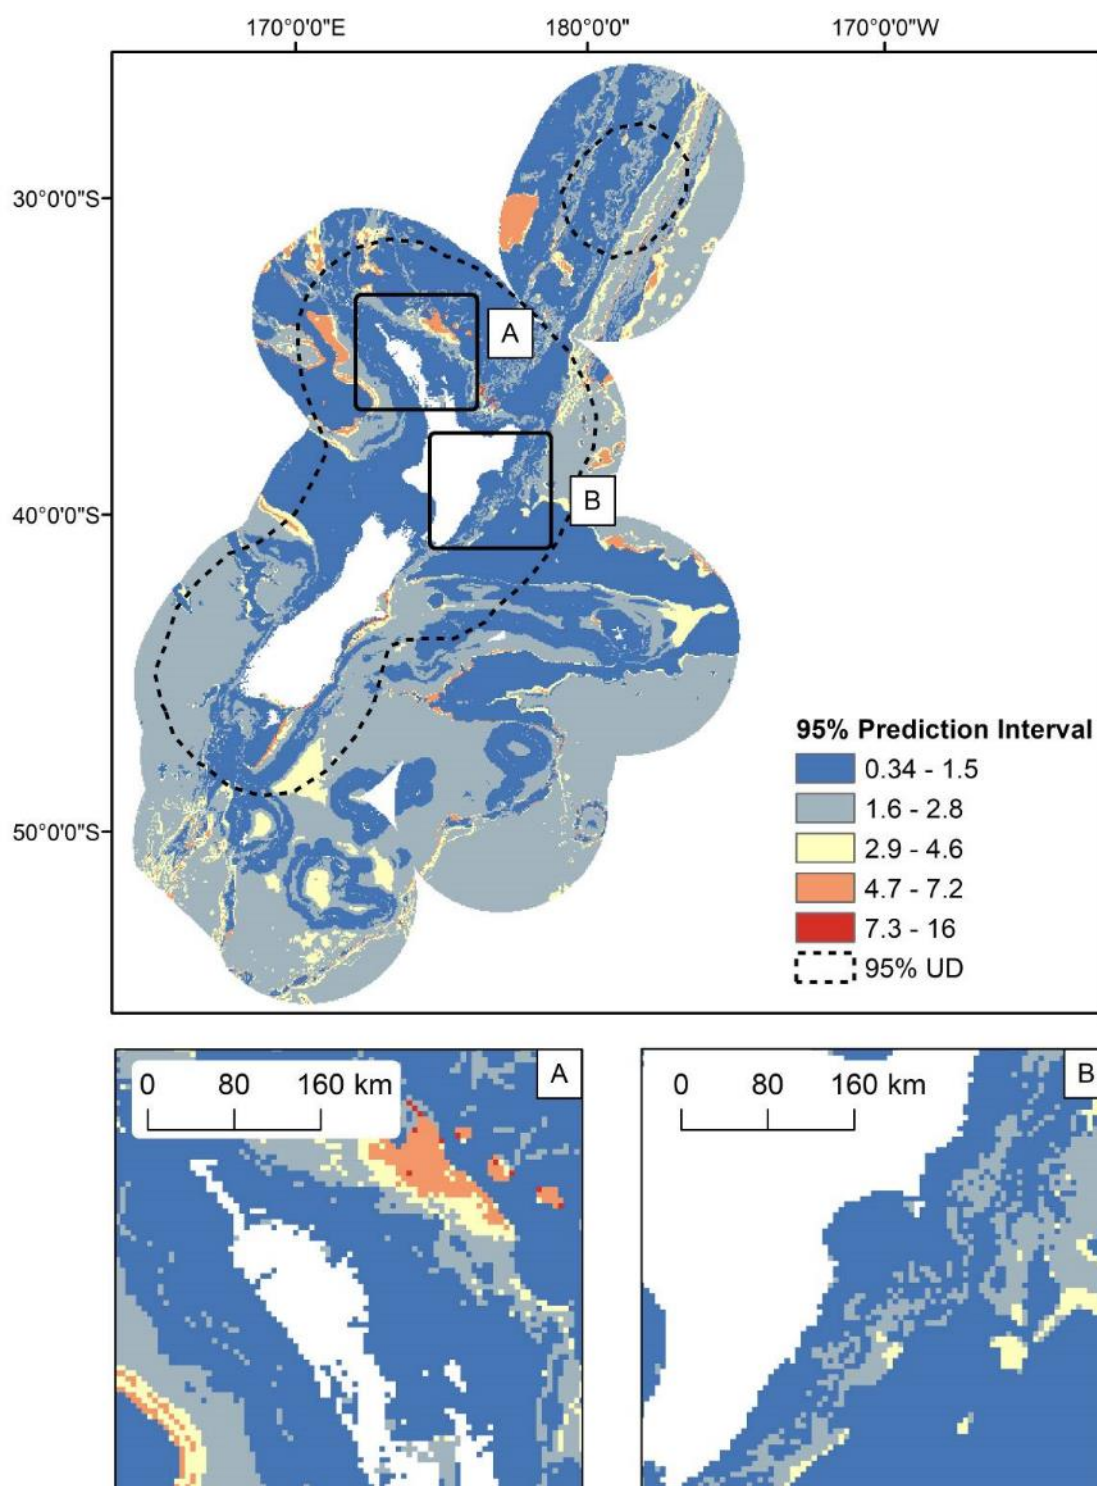 170°0'0"E 180°0'0" 170°0'0"W
30°0'0"S
A
40°0'0"S
B
95% Prediction Interval
0.34 - 1.5
1.6 - 2.8
2.9 - 4.6
4.7 - 7.2
7.3 - 16
95% UD
50°0'0"S
0 80 160 km A
0 80 160 km B